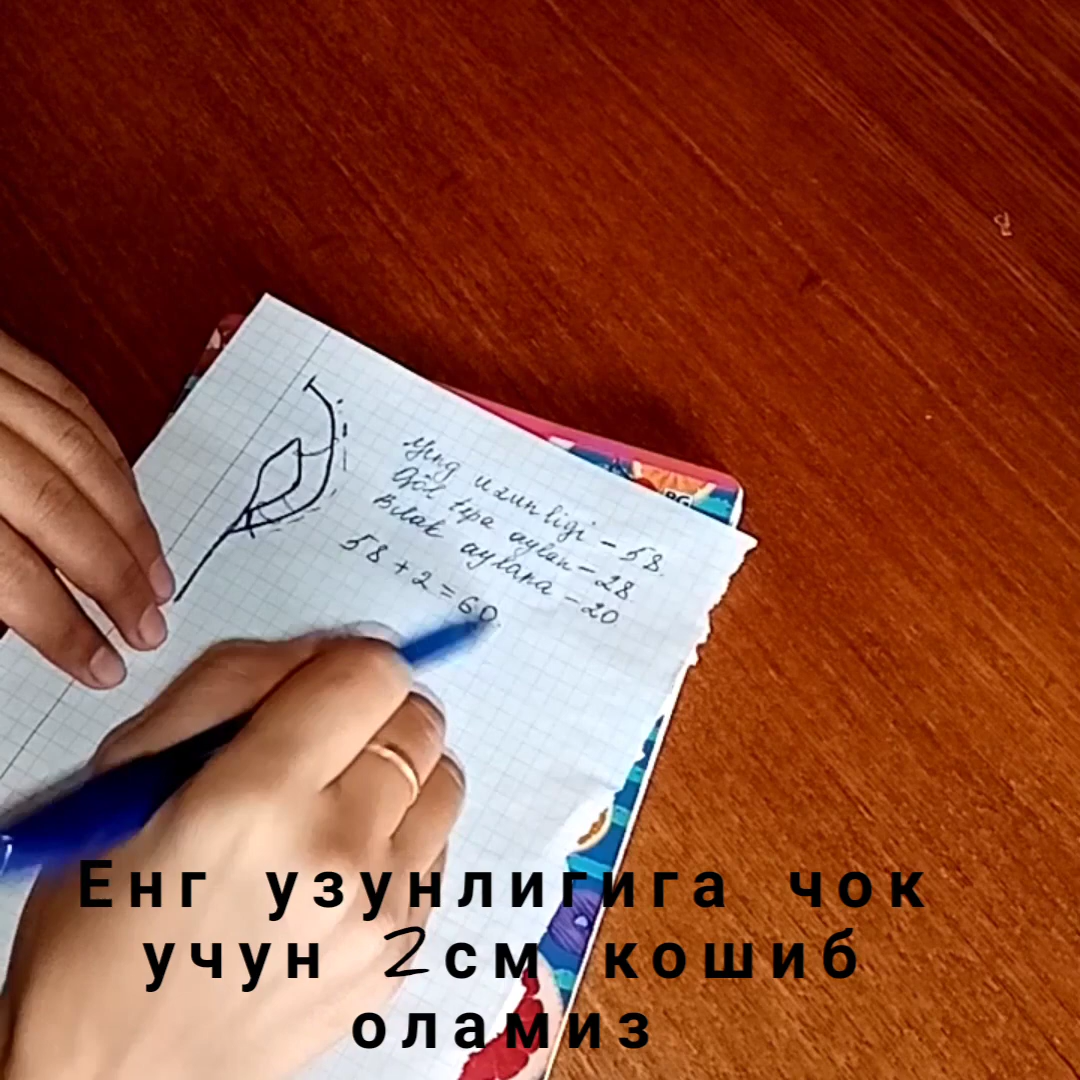 Yeng uzunligi - 58.
Qo'l tepa aylan - 28
Bilak aylana - 20
58 + 2 = 60.
Енг узунлигига чок
учун 2см кошиб
оламиз